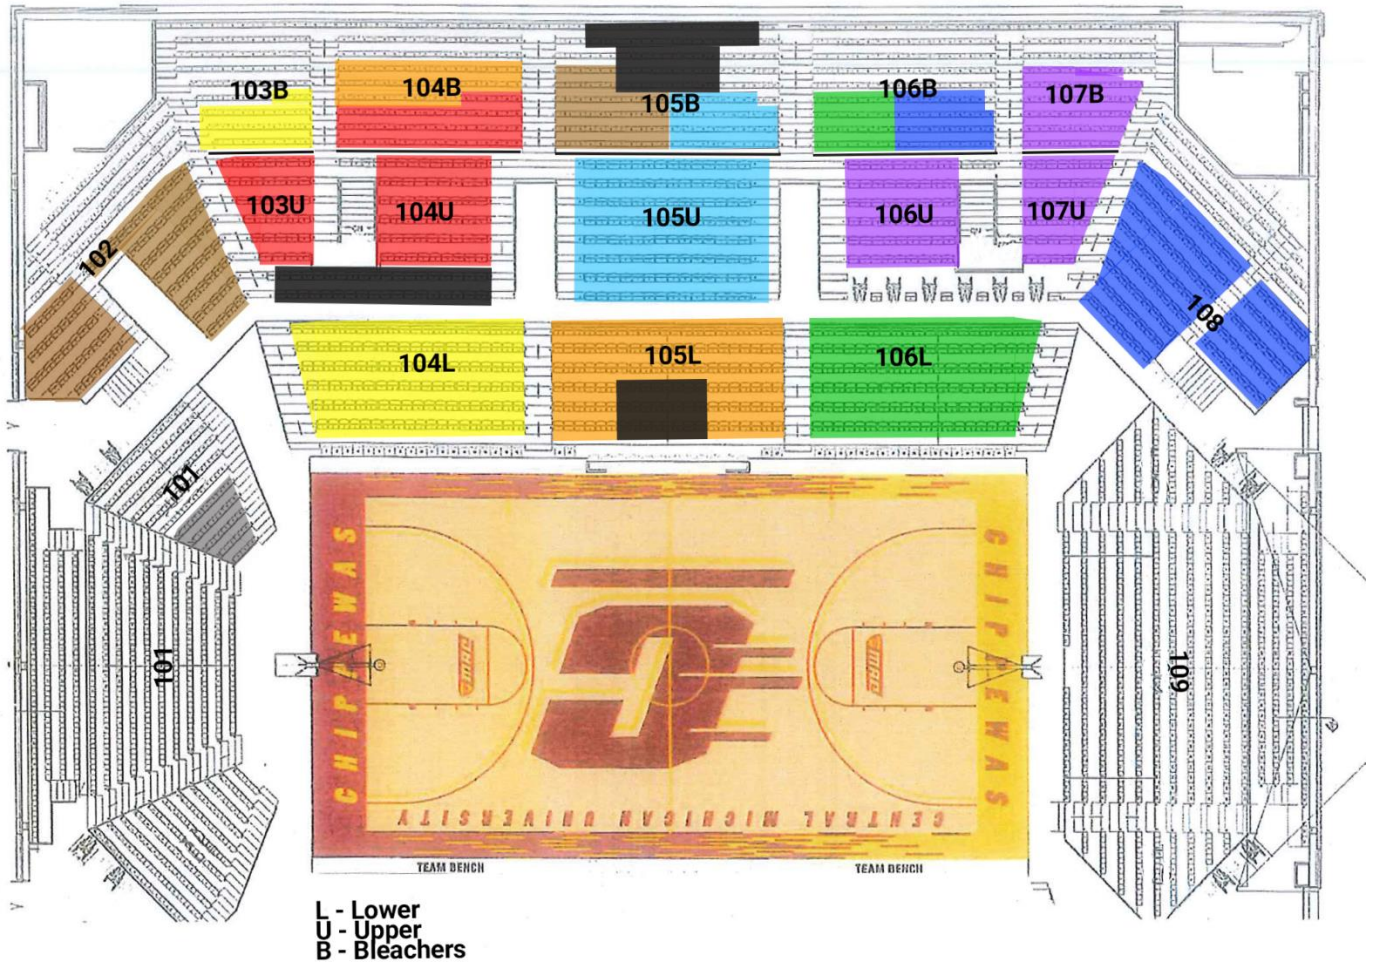 103B
104B
105B
106B
107B
103U
104U
105U
106U
107U
102
108
104L
105L
106L
101
101
109
CHIPPEWAS
CHIPPEWAS
CENTRAL MICHIGAN UNIVERSITY
TEAM BENCH
TEAM BENCH
L - Lower
U - Upper
B - Bleachers